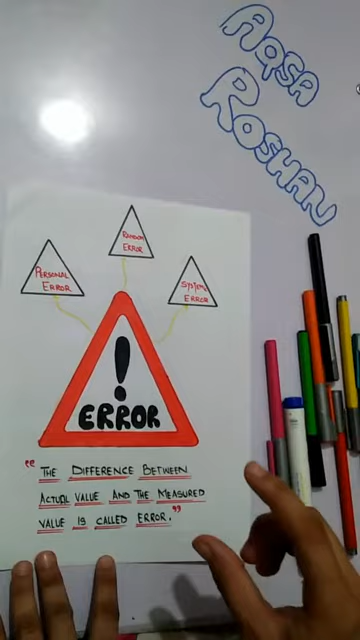 AQSA
ROSHAN
RANDOM
ERROR
PERSONAL
ERROR
SYSTEMIC
ERROR
!
ERROR
"THE DIFFERENCE BETWEEN
ACTUAL VALUE AND THE MEASURED
VALUE IS CALLED ERROR."